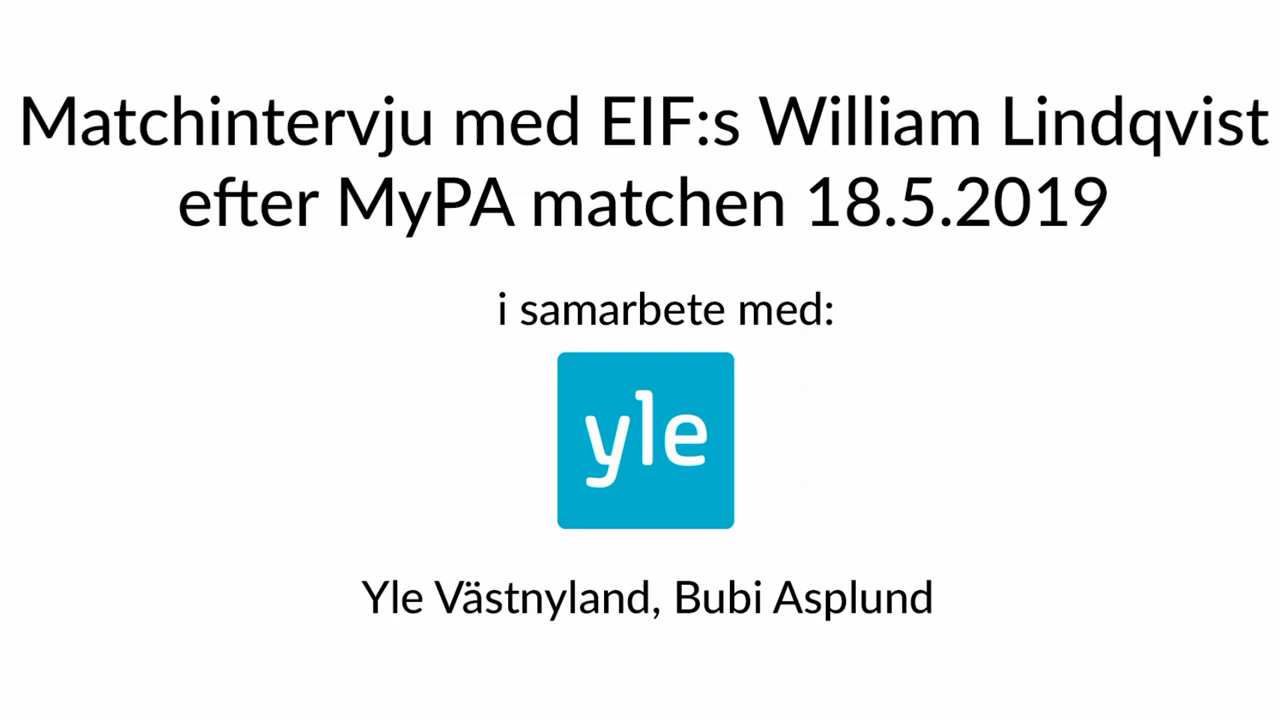 Matchintervju med EIF:s William Lindqvist
efter MyPA matchen 18.5.2019
i samarbete med:
yle
Yle Västnyland, Bubi Asplund